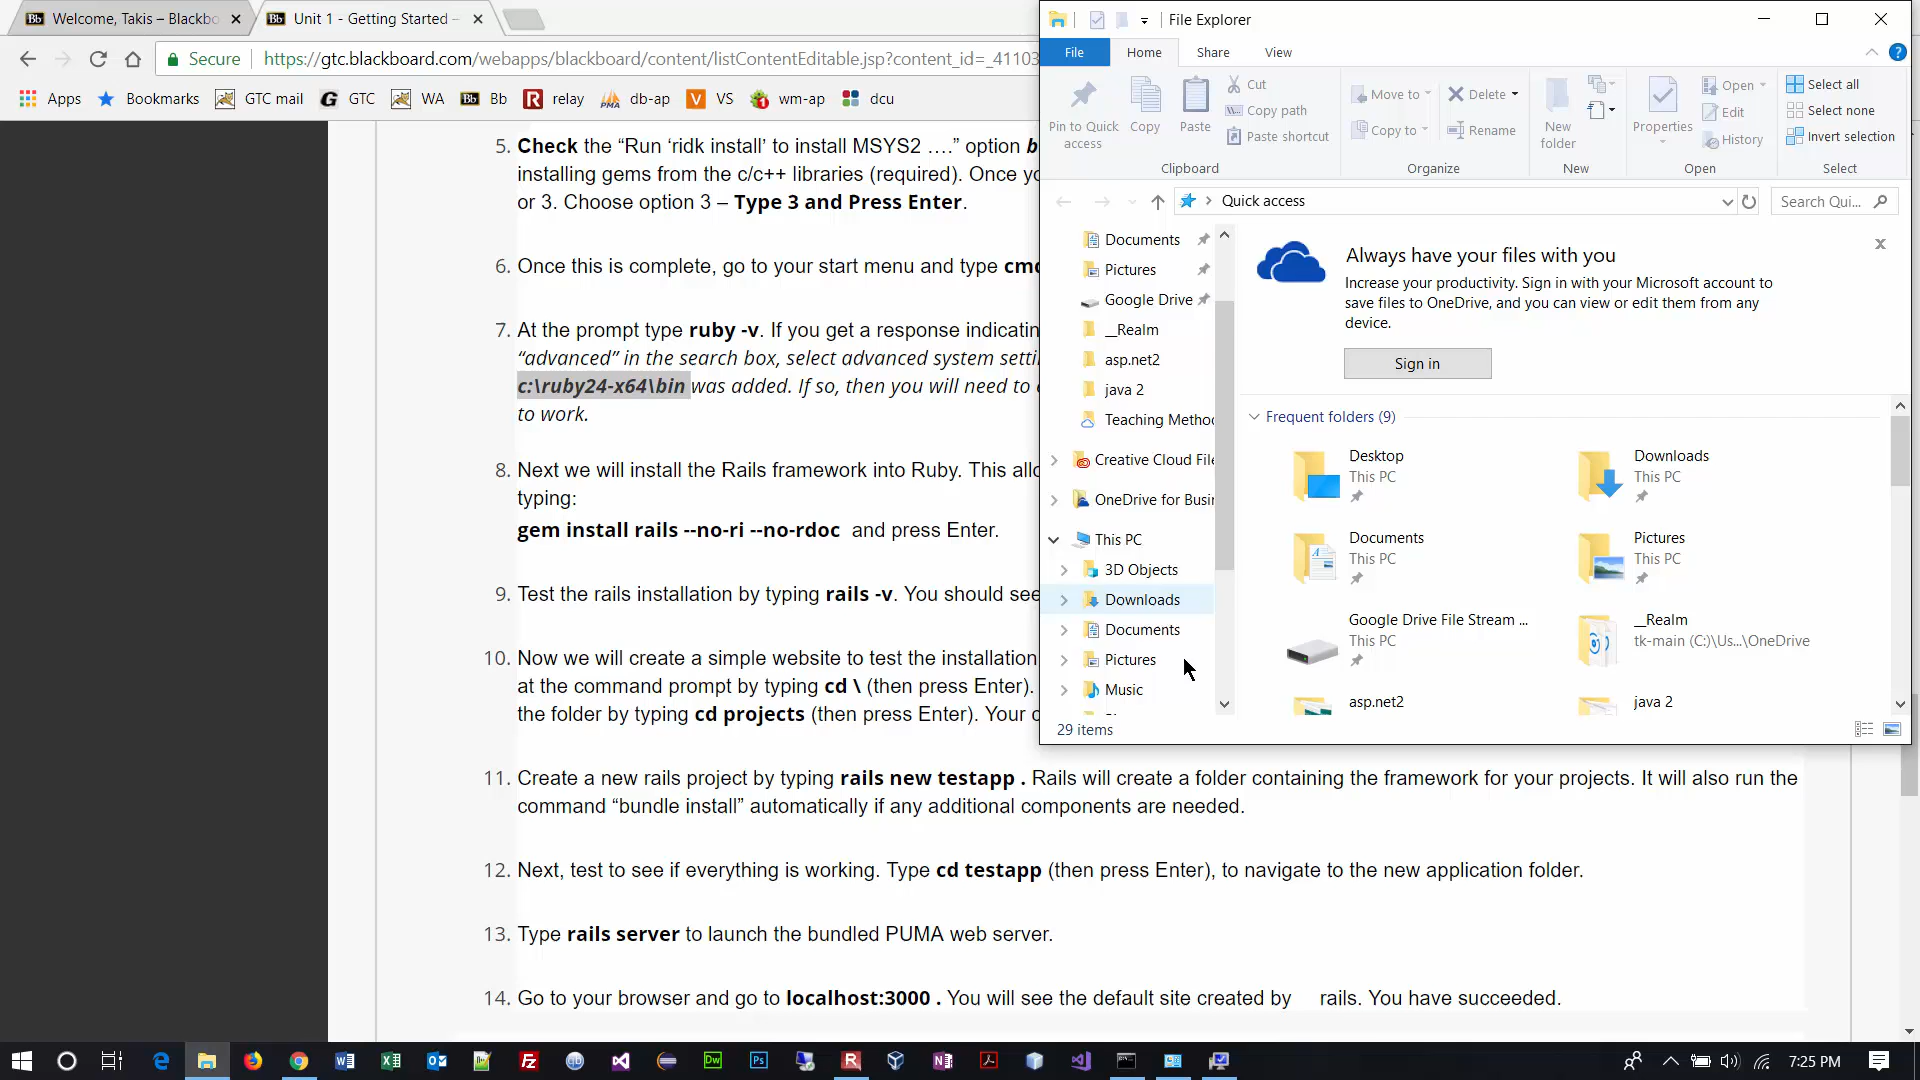 Welcome, Takis – Blackbo
Unit 1 - Getting Started –
File Explorer
Secure
https://gtc.blackboard.com/webapps/blackboard/content/listContentEditable.jsp?content_id=_41103
Apps
Bookmarks
GTC mail
GTC
WA
Bb
relay
db-ap
VS
wm-ap
dcu
File
Home
Share
View
Pin to Quick access
Copy
Paste
Cut
Copy path
Paste shortcut
Clipboard
Move to
Copy to
Delete
Rename
Organize
New folder
New
Properties
Open
Edit
History
Open
Select all
Select none
Invert selection
Select
Quick access
Search Qui...
5. Check the “Run ‘ridk install’ to install MSYS2 ….” option b
installing gems from the c/c++ libraries (required). Once yo
or 3. Choose option 3 – Type 3 and Press Enter.
6. Once this is complete, go to your start menu and type cmd
7. At the prompt type ruby -v. If you get a response indicatin
“advanced” in the search box, select advanced system setti
c:\ruby24-x64\bin was added. If so, then you will need to
to work.
8. Next we will install the Rails framework into Ruby. This allo
typing:
gem install rails --no-ri --no-rdoc and press Enter.
9. Test the rails installation by typing rails -v. You should see
10. Now we will create a simple website to test the installation
at the command prompt by typing cd \ (then press Enter).
the folder by typing cd projects (then press Enter). Your c
11. Create a new rails project by typing rails new testapp . Rails will create a folder containing the framework for your projects. It will also run the
command “bundle install” automatically if any additional components are needed.
12. Next, test to see if everything is working. Type cd testapp (then press Enter), to navigate to the new application folder.
13. Type rails server to launch the bundled PUMA web server.
14. Go to your browser and go to localhost:3000 . You will see the default site created by rails. You have succeeded.
Documents
Pictures
Google Drive
__Realm
asp.net2
java 2
Teaching Metho
Creative Cloud File
OneDrive for Busi
This PC
3D Objects
Downloads
Documents
Pictures
Music
Always have your files with you
Increase your productivity. Sign in with your Microsoft account to
save files to OneDrive, and you can view or edit them from any
device.
Sign in
Frequent folders (9)
Desktop
This PC
Downloads
This PC
Documents
This PC
Pictures
This PC
Google Drive File Stream ...
This PC
__Realm
tk-main (C:)\Us...\OneDrive
asp.net2
java 2
29 items
7:25 PM